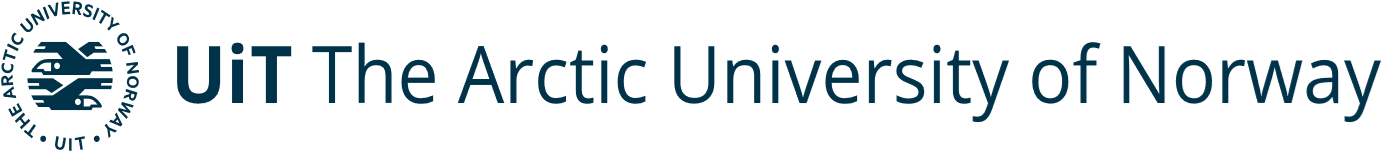 THE ARCTIC UNIVERSITY OF NORWAY
• UIT •
UiT The Arctic University of Norway